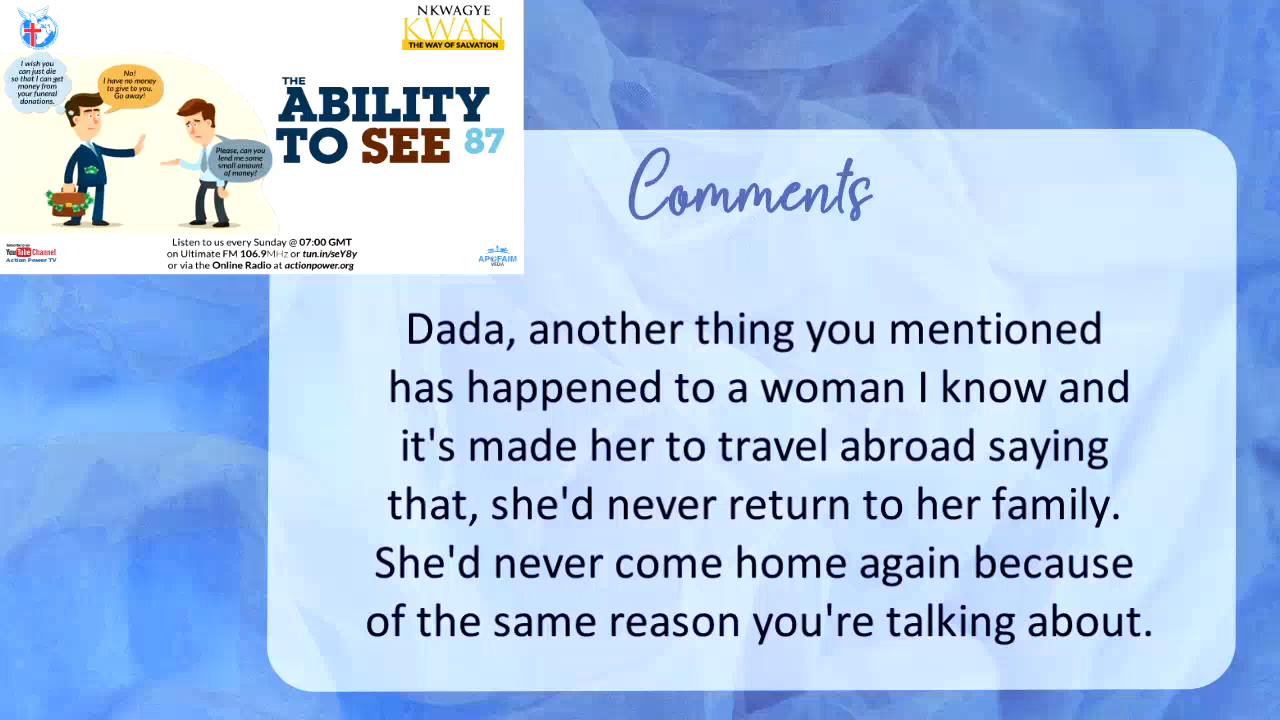 NKWAGYE
KWAN
THE WAY OF SALVATION
I wish you
can just die
so that I can get
money from
your funeral
donations.
No!
I have no money
to give to you.
Go away!
Please, can you
lend me some
small amount
of money?
THE
ABILITY
TO SEE 87
Listen to us every Sunday @ 07:00 GMT
on Ultimate FM 106.9MHz or tun.in/seY8y
or via the Online Radio at actionpower.org
YouTube Channel
Action Power TV
APOFAIM
MEDIA
Comments
Dada, another thing you mentioned
has happened to a woman I know and
it's made her to travel abroad saying
that, she'd never return to her family.
She'd never come home again because
of the same reason you're talking about.